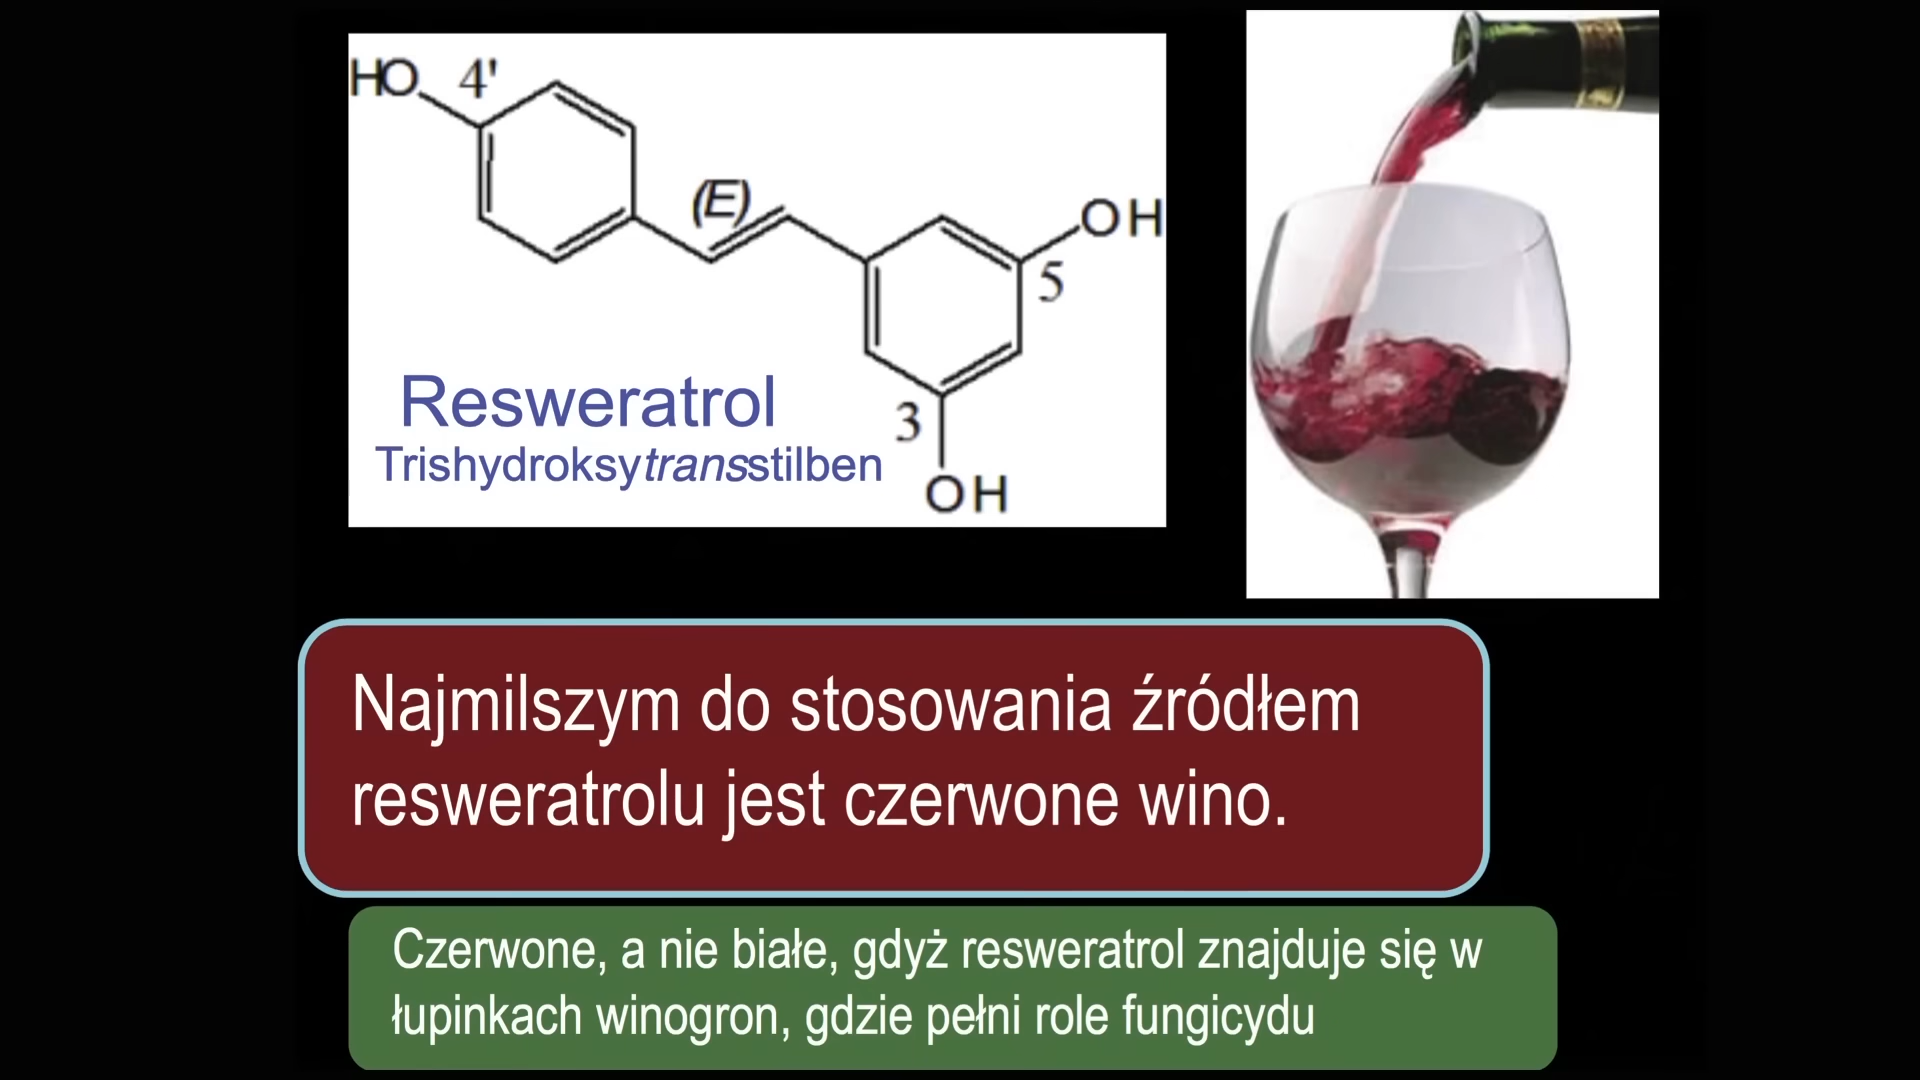 HO 4'
(E)
OH
5
Resweratrol
3
Trishydroksytransstilben
OH
Najmilszym do stosowania źródłem
resweratrolu jest czerwone wino.
Czerwone, a nie białe, gdyż resweratrol znajduje się w
łupinkach winogron, gdzie pełni role fungicydu